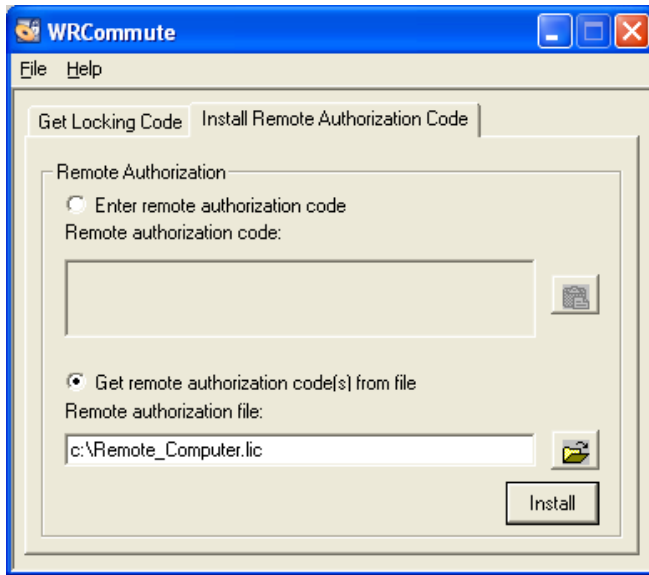 WRCommute
File Help
Get Locking Code Install Remote Authorization Code
Remote Authorization
Enter remote authorization code
Remote authorization code:
Get remote authorization code(s) from file
Remote authorization file:
c:\Remote_Computer.lic
Install